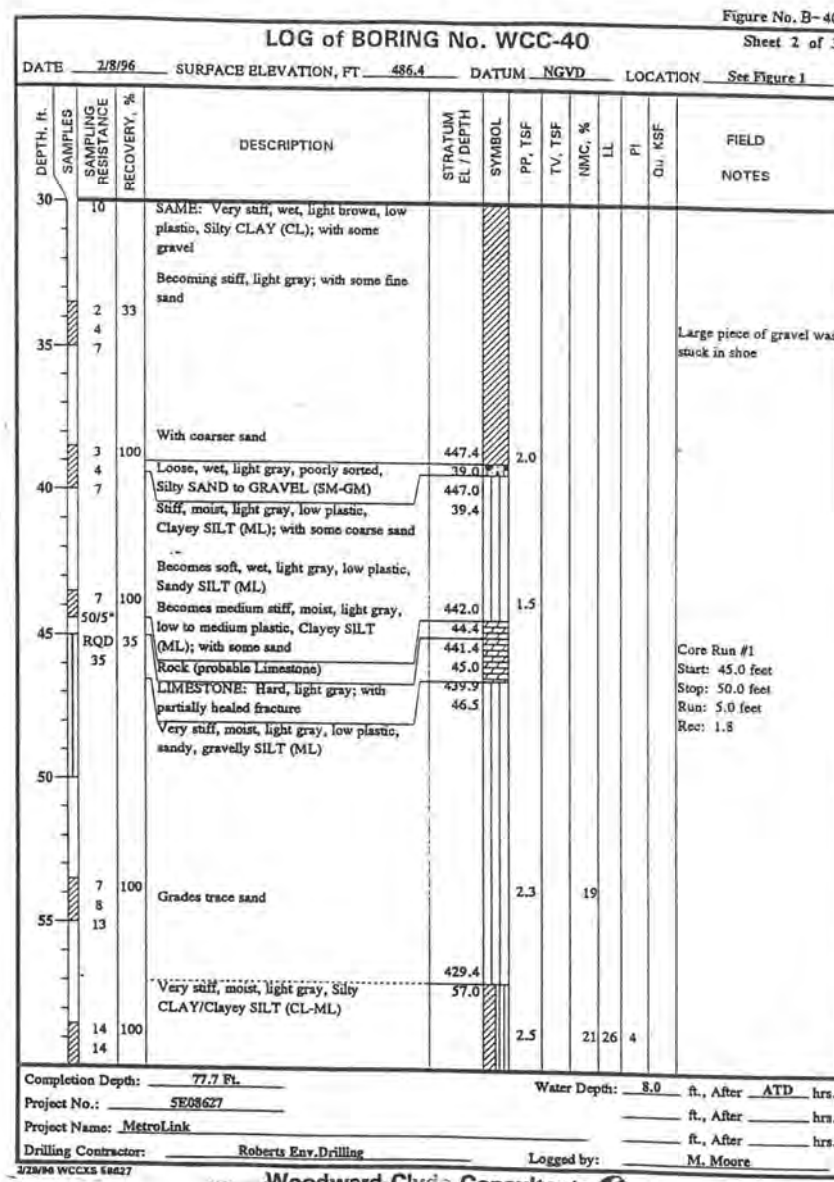 Figure No. B-40
LOG of BORING No. WCC-40
Sheet 2 of
DATE 2/8/96 SURFACE ELEVATION, FT 486.4 DATUM NGVD LOCATION See Figure 1
DEPTH, ft. SAMPLES SAMPLING RESISTANCE RECOVERY, % DESCRIPTION STRATUM EL / DEPTH SYMBOL PP, TSF TV, TSF NMC, % LL PI Qu, KSF FIELD NOTES
30 10 SAME: Very stiff, wet, light brown, low
plastic, Silty CLAY (CL); with some
gravel
Becoming stiff, light gray; with some fine
sand
2 33
4
35 7
Large piece of gravel was
stuck in shoe
With coarser sand
3 100 447.4 2.0
4 Loose, wet, light gray, poorly sorted, 39.0
40 7 Silty SAND to GRAVEL (SM-GM) 447.0
Stiff, moist, light gray, low plastic, 39.4
Clayey SILT (ML); with some coarse sand
Becomes soft, wet, light gray, low plastic,
Sandy SILT (ML)
7 100 1.5
50/5" Becomes medium stiff, moist, light gray, 442.0
low to medium plastic, Clayey SILT 44.4
45 RQD 35 (ML); with some sand 441.4
35 Rock (probable Limestone) 45.0
LIMESTONE: Hard, light gray; with 439.9
partially healed fracture 46.5
Very stiff, moist, light gray, low plastic,
sandy, gravelly SILT (ML)
Core Run #1
Start: 45.0 feet
Stop: 50.0 feet
Run: 5.0 feet
Rec: 1.8
50
7 100 2.3 19
8 Grades trace sand
55 13
429.4
Very stiff, moist, light gray, Silty 57.0
CLAY/Clayey SILT (CL-ML)
14 100 2.5 21 26 4
14
Completion Depth: 77.7 Ft. Water Depth: 8.0 ft., After ATD hrs.
Project No.: 5E08627 ft., After hrs.
Project Name: MetroLink ft., After hrs.
Drilling Contractor: Roberts Env.Drilling Logged by: M. Moore
WCCXS
Woodward-Clyde Consultants